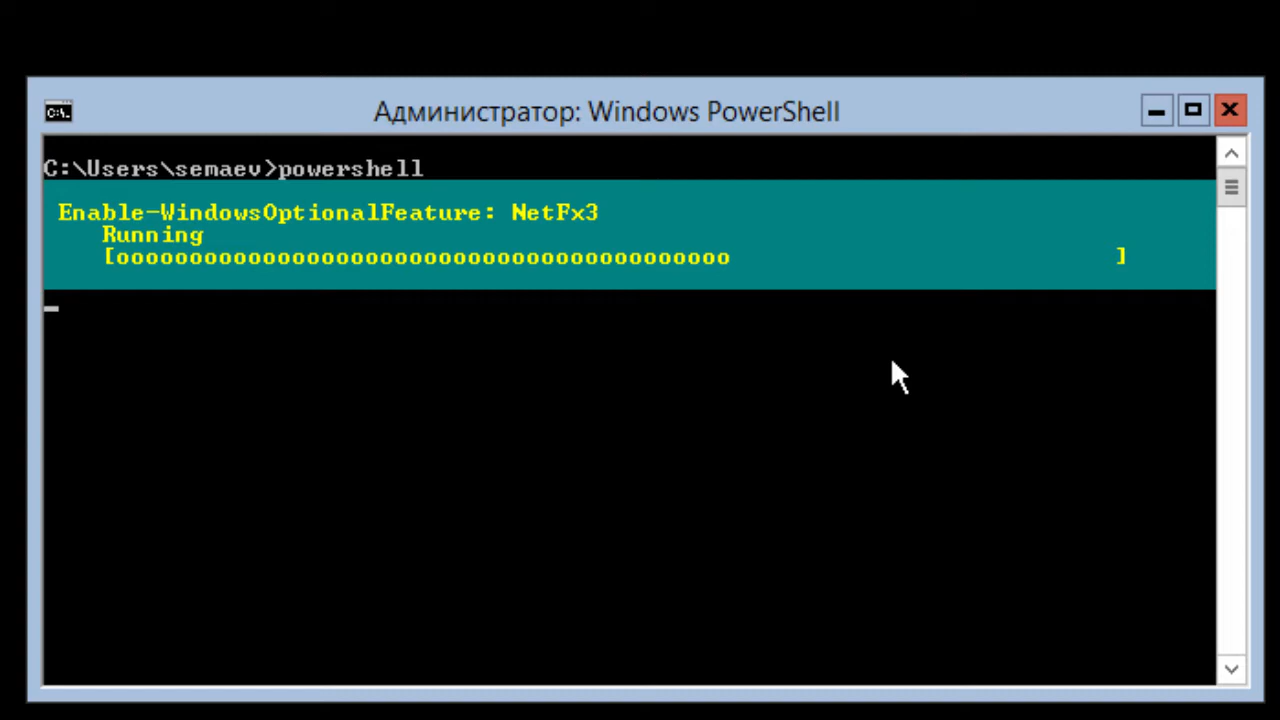 C:\.
Администратор: Windows PowerShell
C:\Users\semaev>powershell
Enable-WindowsOptionalFeature: NetFx3
Running
[oooooooooooooooooooooooooooooooooooooooooo                          ]